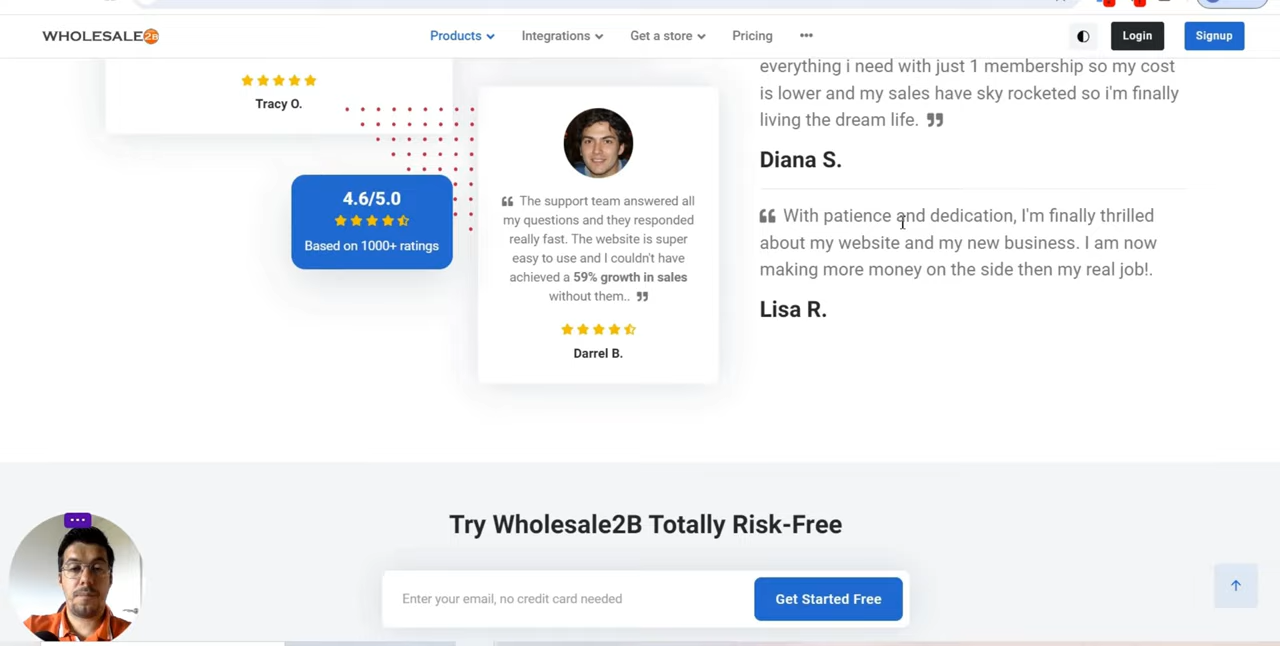 WHOLESALE2B
Products
Integrations
Get a store
Pricing
•••
Login
Signup
Tracy O.
4.6/5.0
Based on 1000+ ratings
❝ The support team answered all
my questions and they responded
really fast. The website is super
easy to use and I couldn't have
achieved a 59% growth in sales
without them.. ❞
Darrel B.
everything i need with just 1 membership so my cost
is lower and my sales have sky rocketed so i'm finally
living the dream life. ❞
Diana S.
❝ With patience and dedication, I'm finally thrilled
about my website and my new business. I am now
making more money on the side then my real job!.
Lisa R.
Try Wholesale2B Totally Risk-Free
Enter your email, no credit card needed
Get Started Free